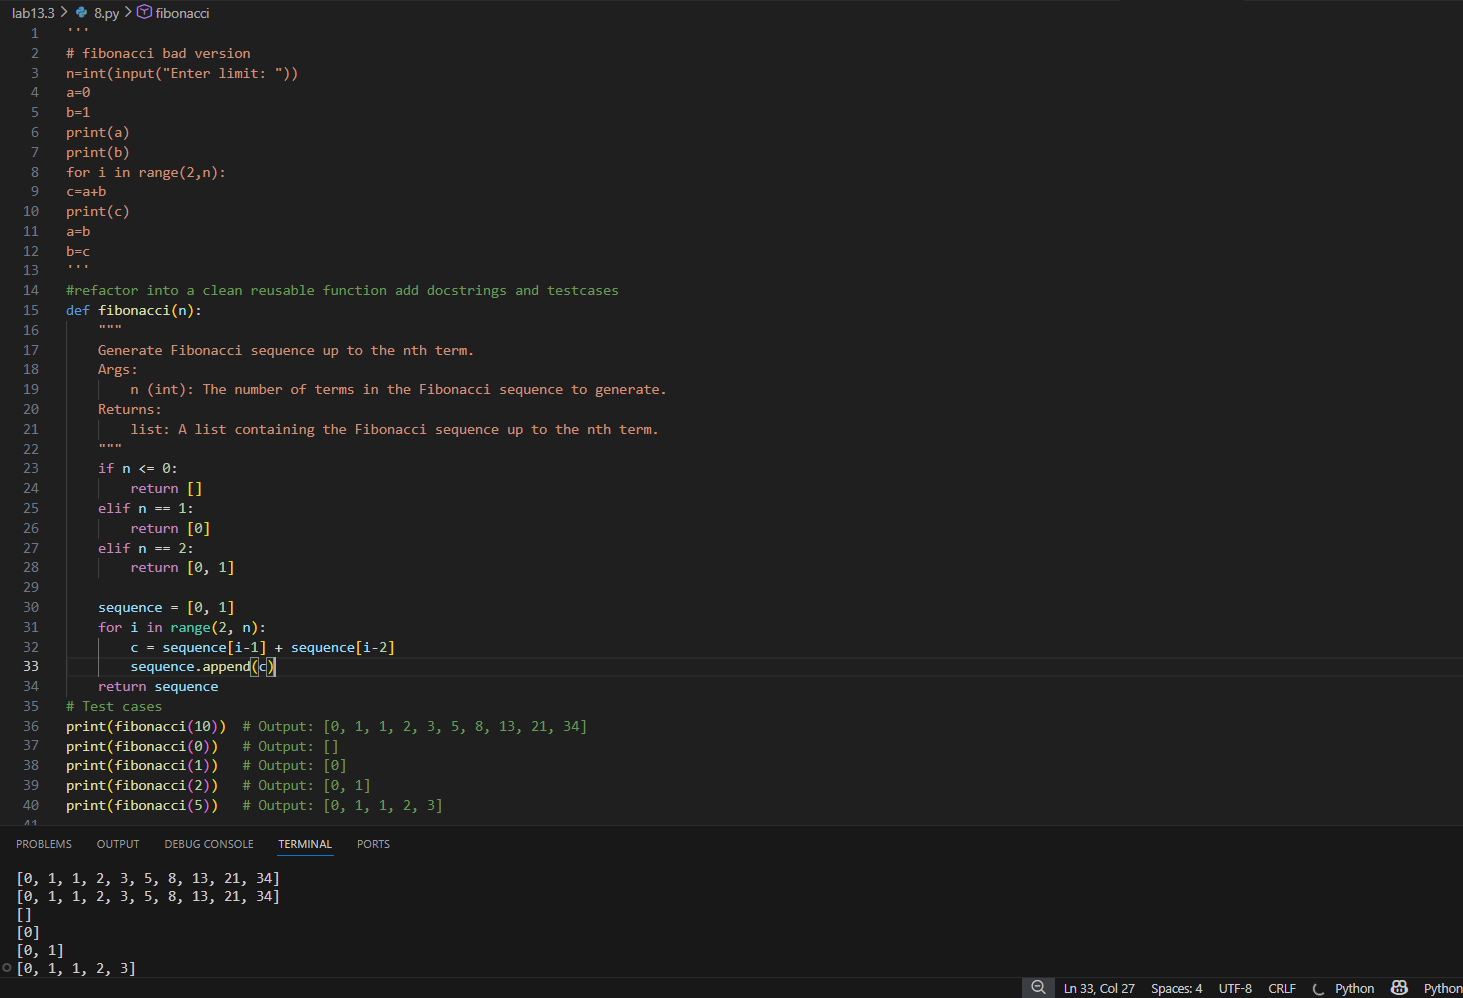 lab13.3 > 8.py > fibonacci
1 '''
2 # fibonacci bad version
3 n=int(input("Enter limit: "))
4 a=0
5 b=1
6 print(a)
7 print(b)
8 for i in range(2,n):
9 c=a+b
10 print(c)
11 a=b
12 b=c
13 '''
14 #refactor into a clean reusable function add docstrings and testcases
15 def fibonacci(n):
16     """
17     Generate Fibonacci sequence up to the nth term.
18     Args:
19         n (int): The number of terms in the Fibonacci sequence to generate.
20     Returns:
21         list: A list containing the Fibonacci sequence up to the nth term.
22     """
23     if n <= 0:
24         return []
25     elif n == 1:
26         return [0]
27     elif n == 2:
28         return [0, 1]
29
30     sequence = [0, 1]
31     for i in range(2, n):
32         c = sequence[i-1] + sequence[i-2]
33         sequence.append(c)
34     return sequence
35 # Test cases
36 print(fibonacci(10))  # Output: [0, 1, 1, 2, 3, 5, 8, 13, 21, 34]
37 print(fibonacci(0))   # Output: []
38 print(fibonacci(1))   # Output: [0]
39 print(fibonacci(2))   # Output: [0, 1]
40 print(fibonacci(5))   # Output: [0, 1, 1, 2, 3]
41
PROBLEMS OUTPUT DEBUG CONSOLE TERMINAL PORTS
[0, 1, 1, 2, 3, 5, 8, 13, 21, 34]
[0, 1, 1, 2, 3, 5, 8, 13, 21, 34]
[]
[0]
[0, 1]
[0, 1, 1, 2, 3]
Ln 33, Col 27 Spaces: 4 UTF-8 CRLF Python Python